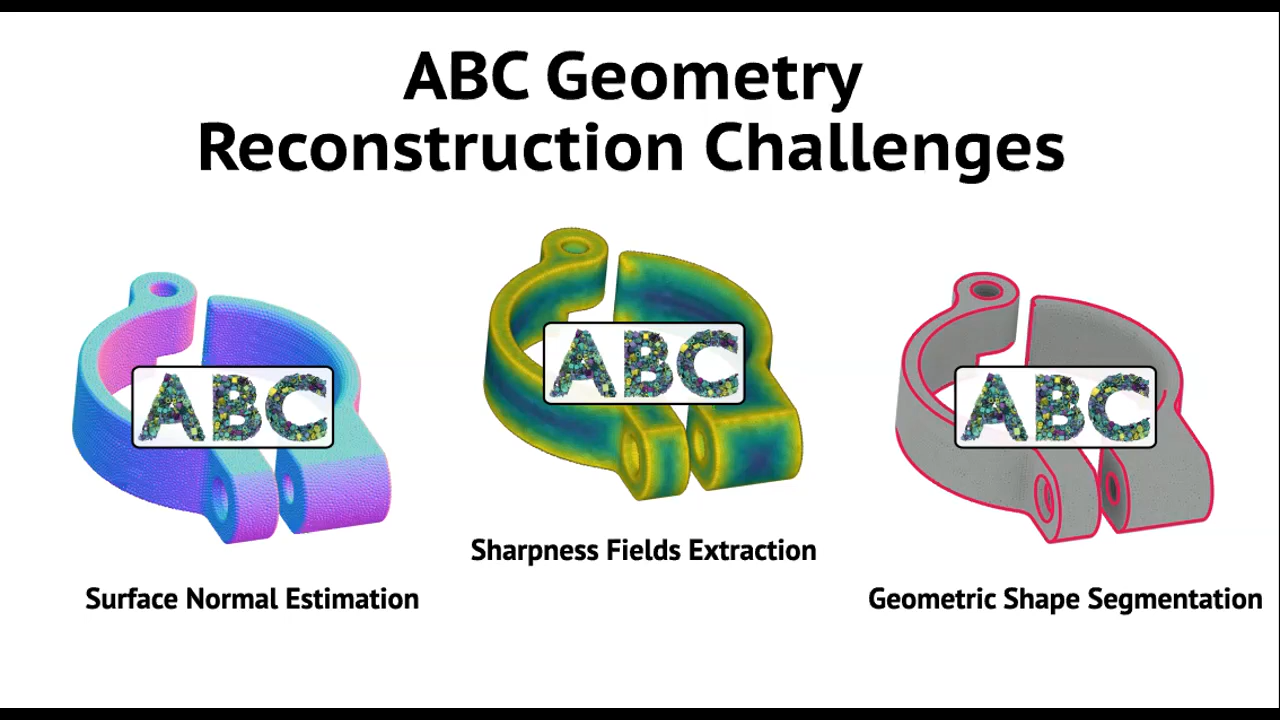 ABC Geometry
Reconstruction Challenges
ABC
ABC
ABC
Sharpness Fields Extraction
Surface Normal Estimation
Geometric Shape Segmentation